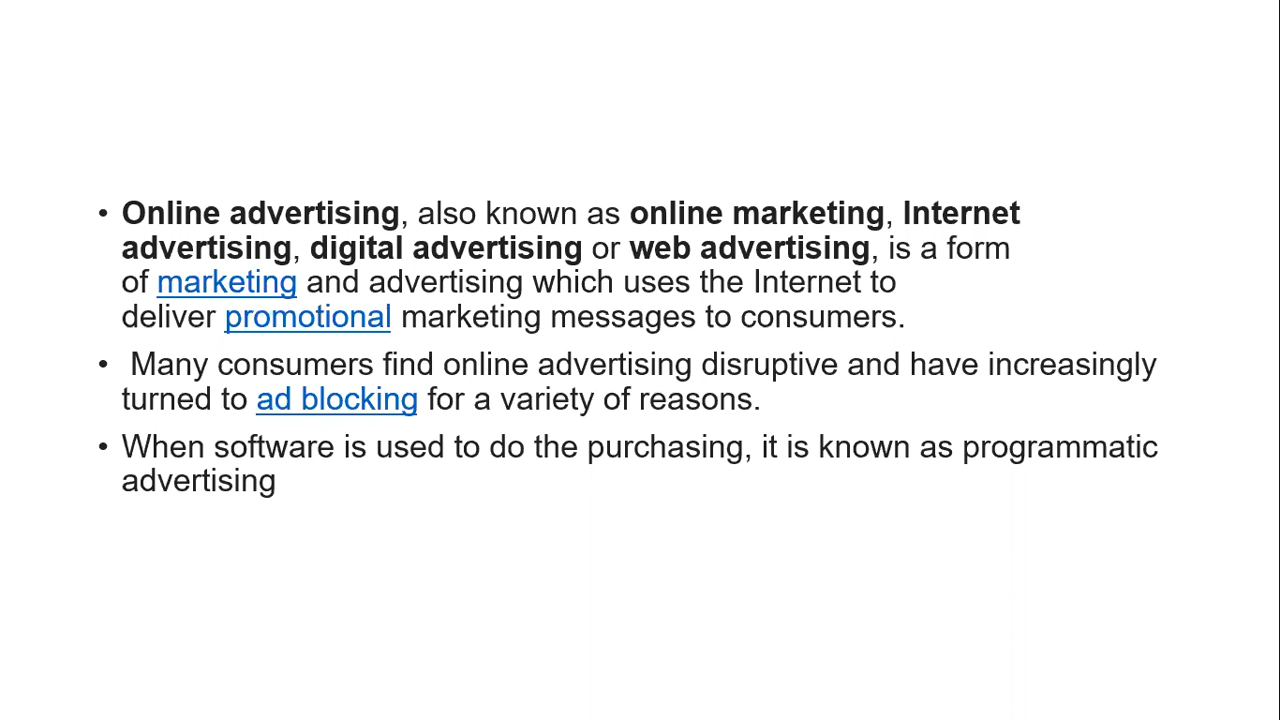 • Online advertising, also known as online marketing, Internet
advertising, digital advertising or web advertising, is a form
of marketing and advertising which uses the Internet to
deliver promotional marketing messages to consumers.
• Many consumers find online advertising disruptive and have increasingly
turned to ad blocking for a variety of reasons.
• When software is used to do the purchasing, it is known as programmatic
advertising